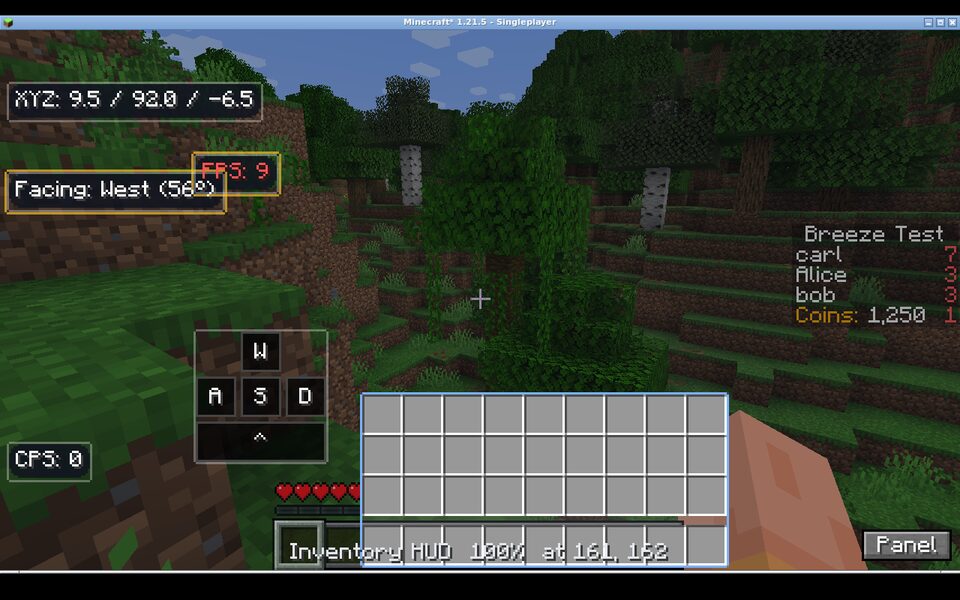 Minecraft* 1.21.5 - Singleplayer
XYZ: 9.5 / 92.0 / -6.5
FPS: 9
Facing: West (56°)
Breeze Test
carl 7
Alice 3
bob 3
Coins: 1,250 1
W
A S D
^
CPS: 0
Inventory HUD 100% at 161, 162
Panel